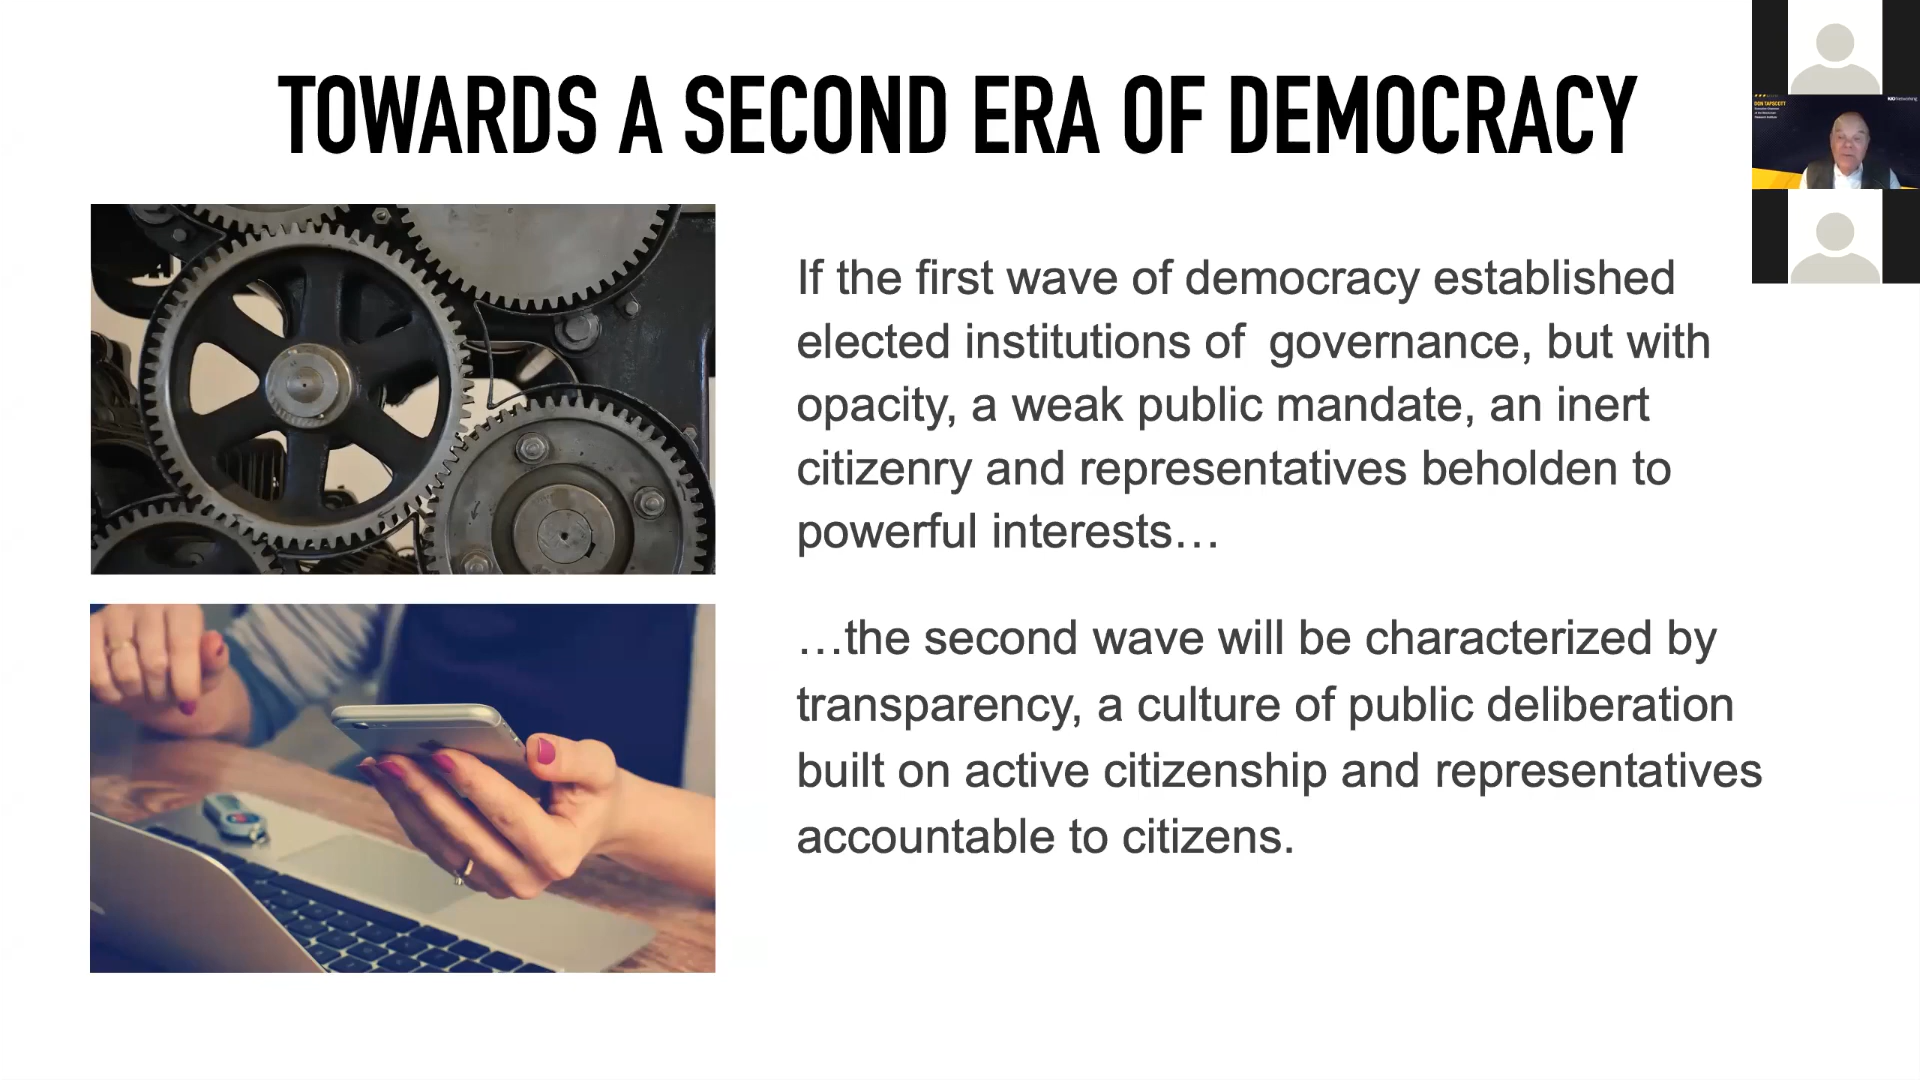 TOWARDS A SECOND ERA OF DEMOCRACY
DON TAPSCOTT
If the first wave of democracy established
elected institutions of  governance, but with
opacity, a weak public mandate, an inert
citizenry and representatives beholden to
powerful interests…
…the second wave will be characterized by
transparency, a culture of public deliberation
built on active citizenship and representatives
accountable to citizens.